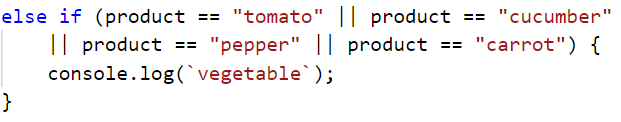 else if (product == "tomato" || product == "cucumber"
    || product == "pepper" || product == "carrot") {
    console.log(`vegetable`);
}